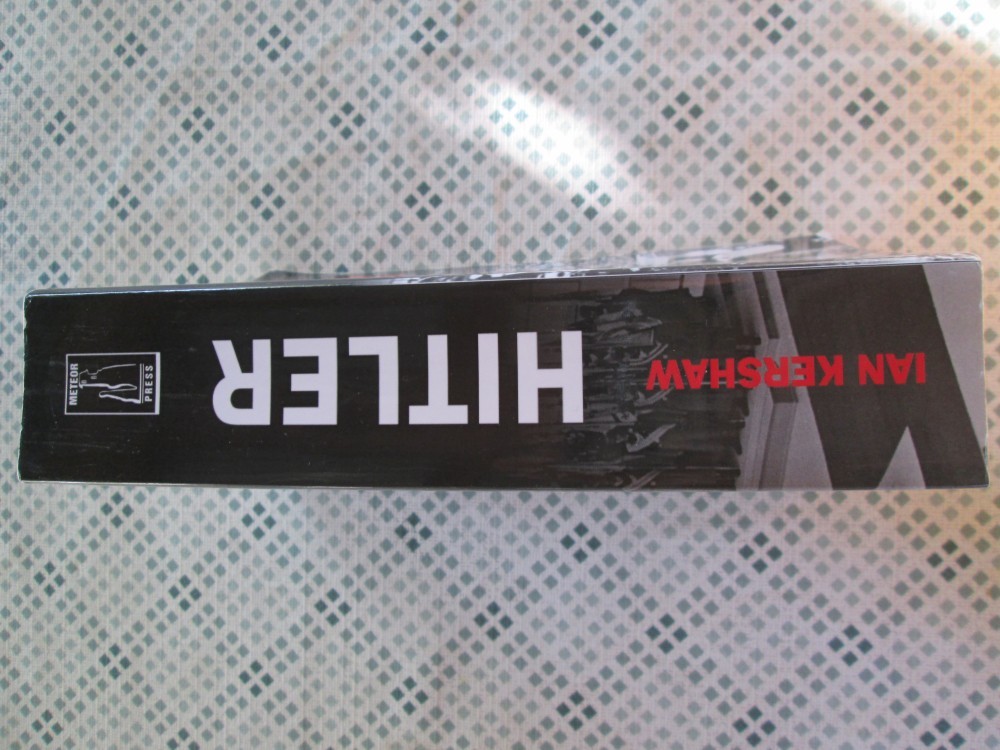 IAN KERSHAW
HITLER
METEOR
PRESS